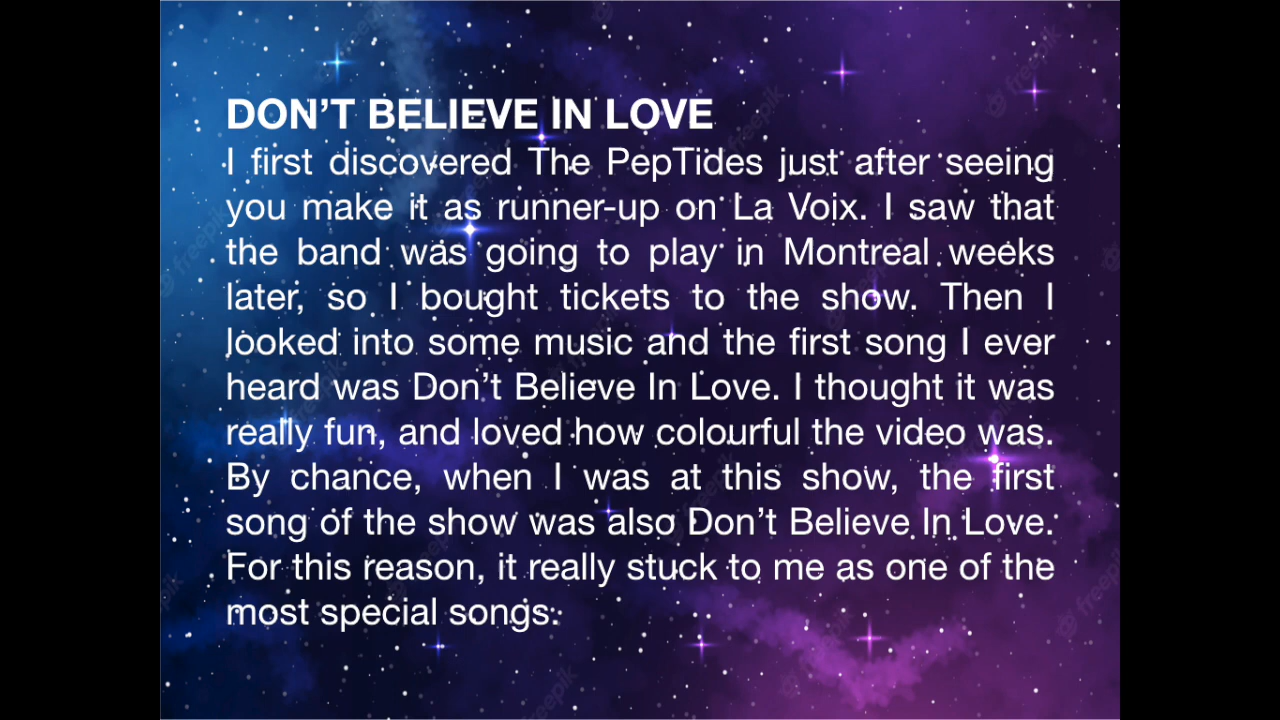 DON’T BELIEVE IN LOVE
I first discovered The PepTides just after seeing
you make it as runner-up on La Voix. I saw that
the band was going to play in Montreal weeks
later, so I bought tickets to the show. Then I
looked into some music and the first song I ever
heard was Don’t Believe In Love. I thought it was
really fun, and loved how colourful the video was.
By chance, when I was at this show, the first
song of the show was also Don’t Believe In Love.
For this reason, it really stuck to me as one of the
most special songs.